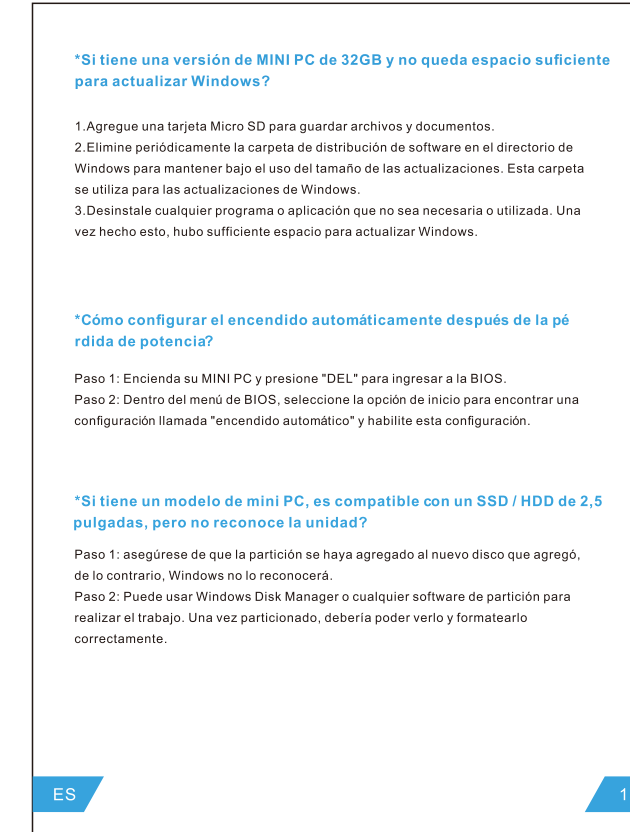 *Si tiene una versión de MINI PC de 32GB y no queda espacio suficiente
para actualizar Windows?
1.Agregue una tarjeta Micro SD para guardar archivos y documentos.
2.Elimine periódicamente la carpeta de distribución de software en el directorio de
Windows para mantener bajo el uso del tamaño de las actualizaciones. Esta carpeta
se utiliza para las actualizaciones de Windows.
3.Desinstale cualquier programa o aplicación que no sea necesaria o utilizada. Una
vez hecho esto, hubo sufficiente espacio para actualizar Windows.
*Cómo configurar el encendido automáticamente después de la pé
rdida de potencia?
Paso 1: Encienda su MINI PC y presione "DEL" para ingresar a la BIOS.
Paso 2: Dentro del menú de BIOS, seleccione la opción de inicio para encontrar una
configuración llamada "encendido automático" y habilite esta configuración.
*Si tiene un modelo de mini PC, es compatible con un SSD / HDD de 2,5
pulgadas, pero no reconoce la unidad?
Paso 1: asegúrese de que la partición se haya agregado al nuevo disco que agregó,
de lo contrario, Windows no lo reconocerá.
Paso 2: Puede usar Windows Disk Manager o cualquier software de partición para
realizar el trabajo. Una vez particionado, debería poder verlo y formatearlo
correctamente.
ES
1